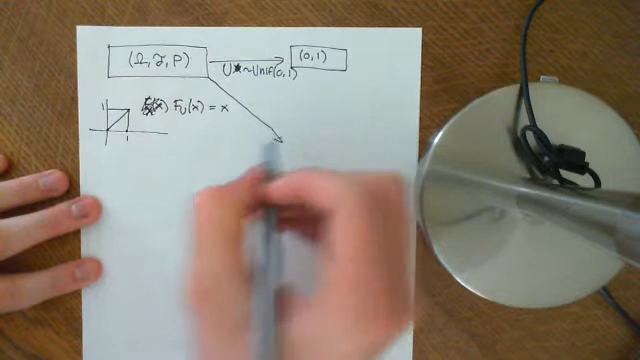 (Ω, F, P)
(0,1)
U ~ Unif(0,1)
F_U(x) = x
1
1